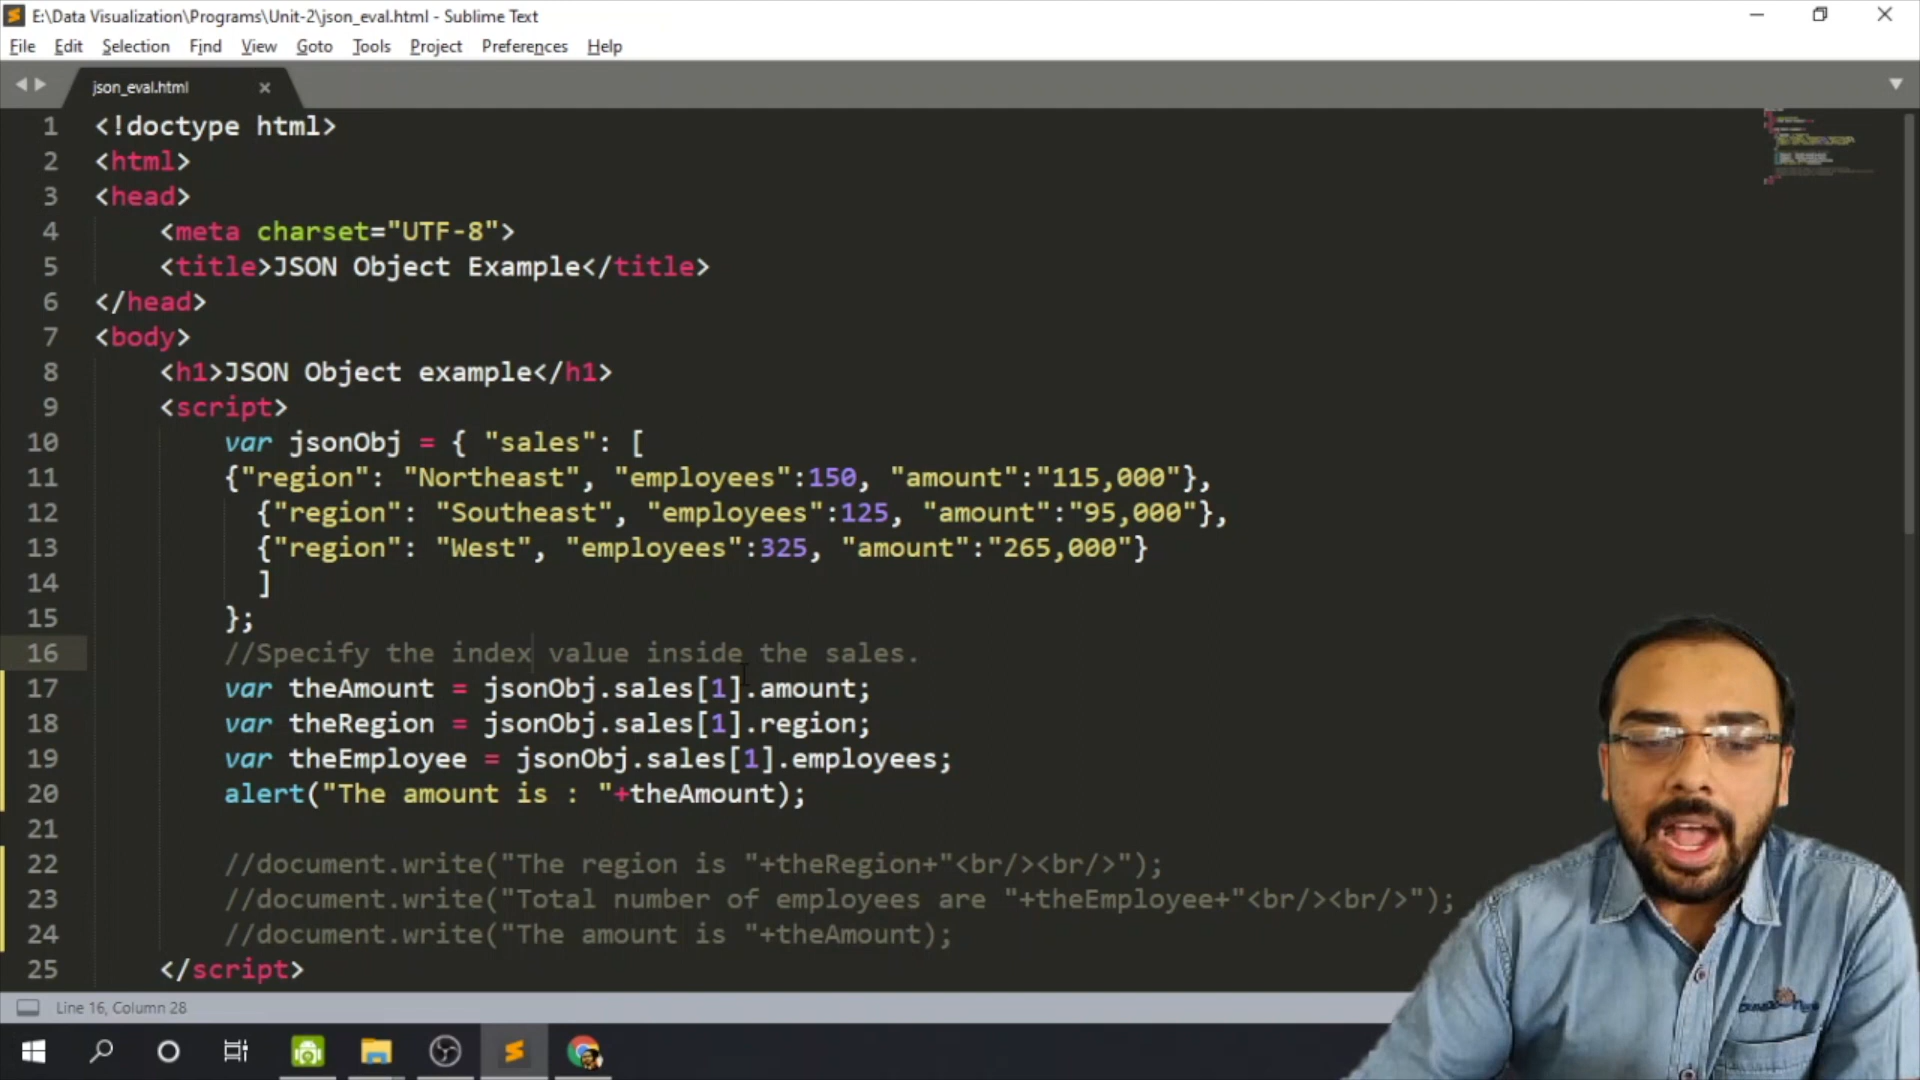 E:\Data Visualization\Programs\Unit-2\json_eval.html - Sublime Text
File Edit Selection Find View Goto Tools Project Preferences Help
json_eval.html
1 <!doctype html>
2 <html>
3 <head>
4 <meta charset="UTF-8">
5 <title>JSON Object Example</title>
6 </head>
7 <body>
8 <h1>JSON Object example</h1>
9 <script>
10 var jsonObj = { "sales": [
11 {"region": "Northeast", "employees":150, "amount":"115,000"},
12 {"region": "Southeast", "employees":125, "amount":"95,000"},
13 {"region": "West", "employees":325, "amount":"265,000"}
14 ]
15 };
16 //Specify the index value inside the sales.
17 var theAmount = jsonObj.sales[1].amount;
18 var theRegion = jsonObj.sales[1].region;
19 var theEmployee = jsonObj.sales[1].employees;
20 alert("The amount is : "+theAmount);
21
22 //document.write("The region is "+theRegion+"<br/><br/>");
23 //document.write("Total number of employees are "+theEmployee+"<br/><br/>");
24 //document.write("The amount is "+theAmount);
25 </script>
Line 16, Column 28